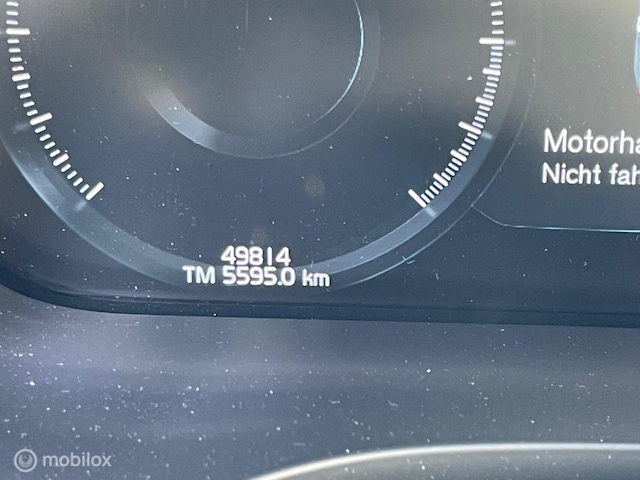 Motorha
Nicht fah
49814
TM 5595.0 km
mobilox